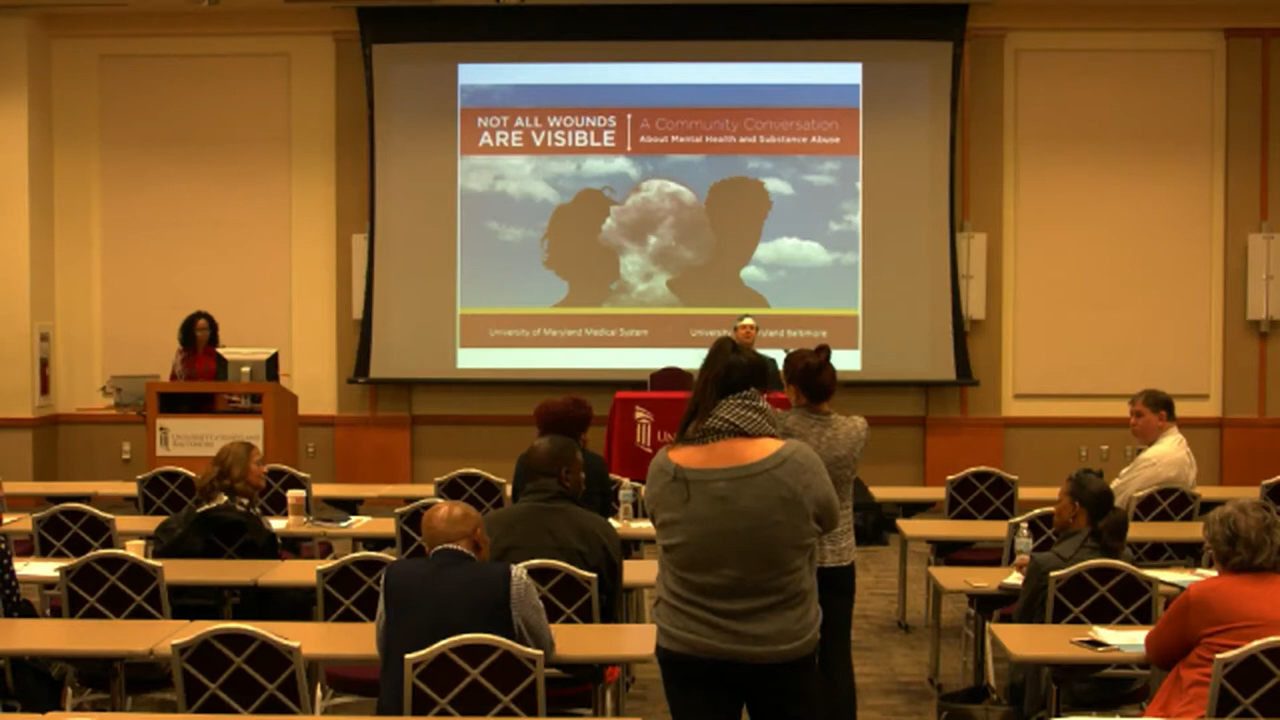 NOT ALL WOUNDS
ARE VISIBLE
A Community Conversation
About Mental Health and Substance Abuse
University of Maryland Medical System
UNIVERSITY of MARYLAND
BALTIMORE
UN